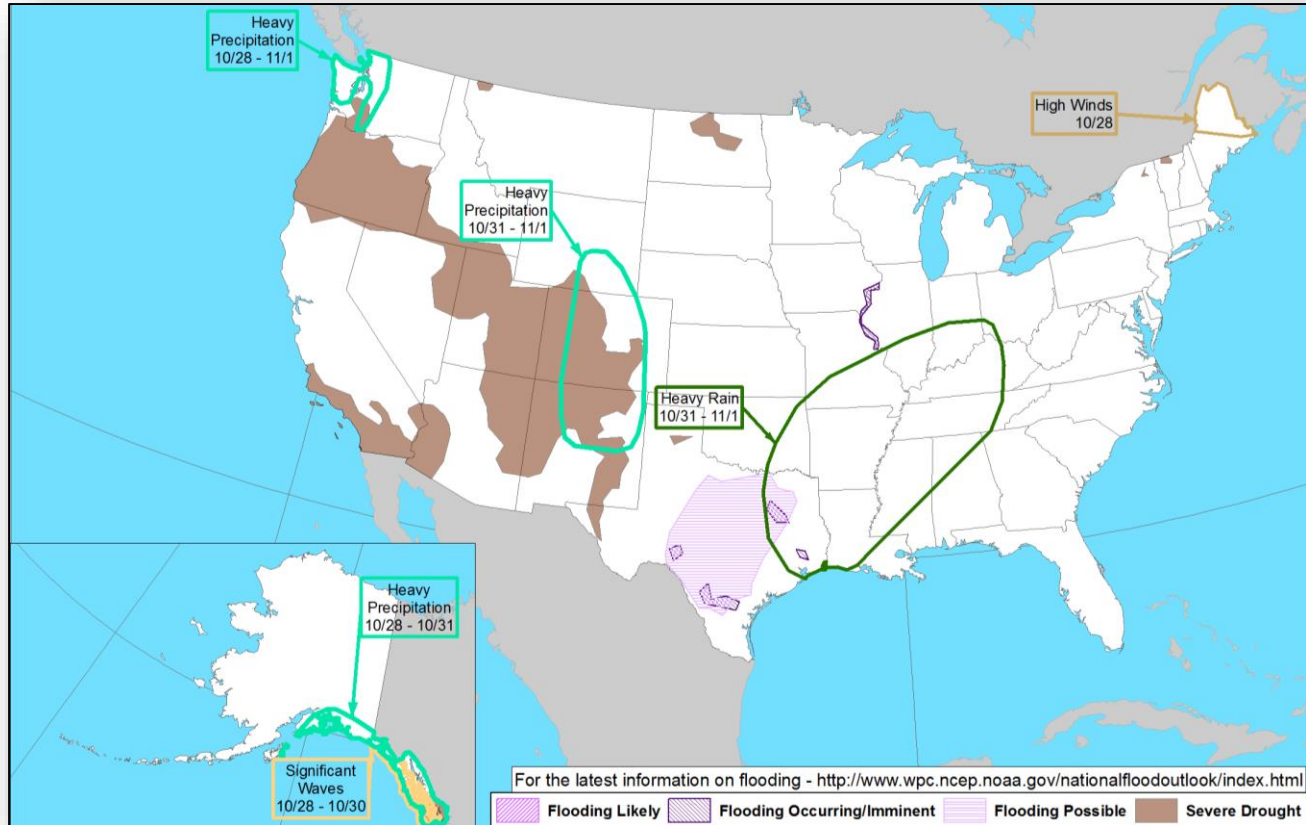 Heavy
Precipitation
10/28 - 11/1
High Winds
10/28
Heavy
Precipitation
10/31 - 11/1
Heavy Rain
10/31 - 11/1
Heavy
Precipitation
10/28 - 10/31
Significant
Waves
10/28 - 10/30
For the latest information on flooding - http://www.wpc.ncep.noaa.gov/nationalfloodoutlook/index.html
Flooding Likely
Flooding Occurring/Imminent
Flooding Possible
Severe Drought